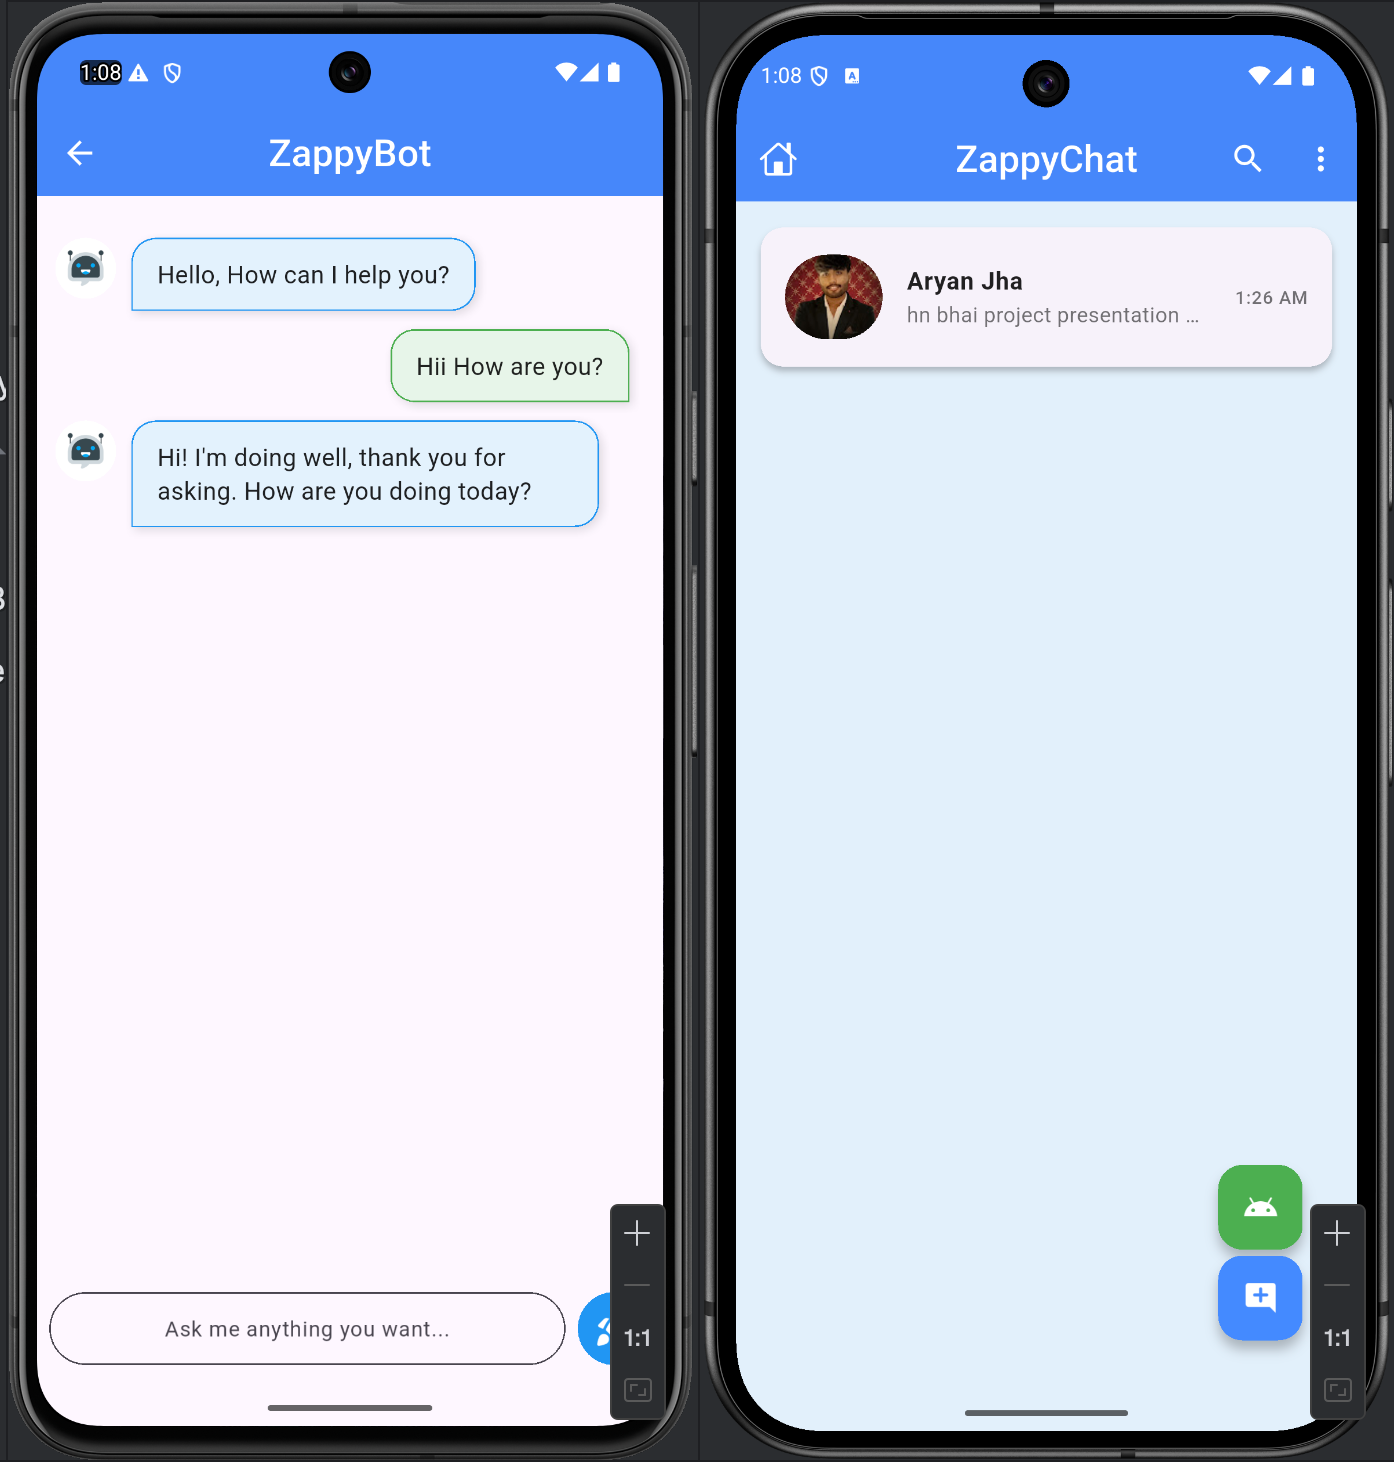 1:08
ZappyBot
Hello, How can I help you?
Hii How are you?
Hi! I'm doing well, thank you for
asking. How are you doing today?
Ask me anything you want...
1:1
1:08
A
ZappyChat
Aryan Jha
hn bhai project presentation ...
1:26 AM
1:1